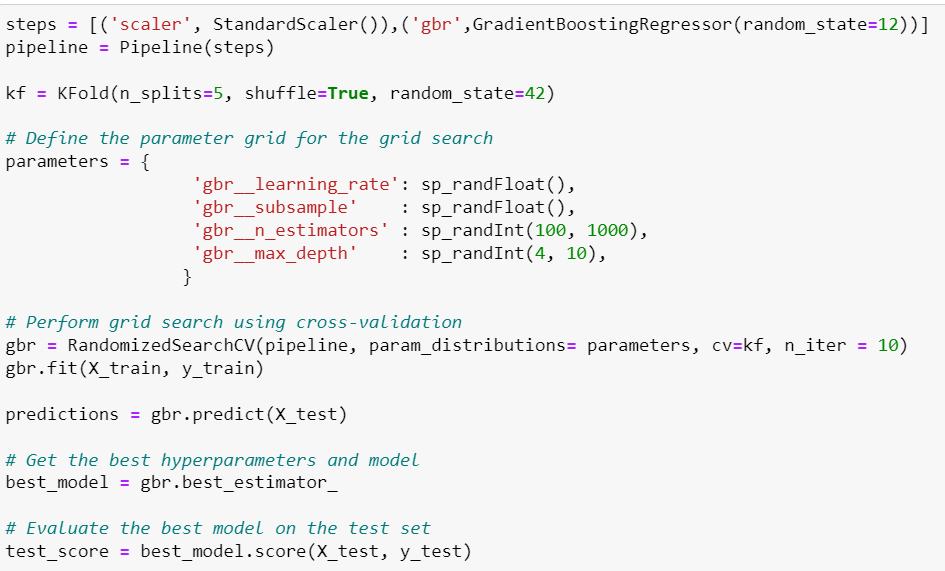 steps = [('scaler', StandardScaler()),('gbr',GradientBoostingRegressor(random_state=12))]
pipeline = Pipeline(steps)
kf = KFold(n_splits=5, shuffle=True, random_state=42)
# Define the parameter grid for the grid search
parameters = {
'gbr__learning_rate': sp_randFloat(),
'gbr__subsample'    : sp_randFloat(),
'gbr__n_estimators' : sp_randInt(100, 1000),
'gbr__max_depth'    : sp_randInt(4, 10),
}
# Perform grid search using cross-validation
gbr = RandomizedSearchCV(pipeline, param_distributions= parameters, cv=kf, n_iter = 10)
gbr.fit(X_train, y_train)
predictions = gbr.predict(X_test)
# Get the best hyperparameters and model
best_model = gbr.best_estimator_
# Evaluate the best model on the test set
test_score = best_model.score(X_test, y_test)